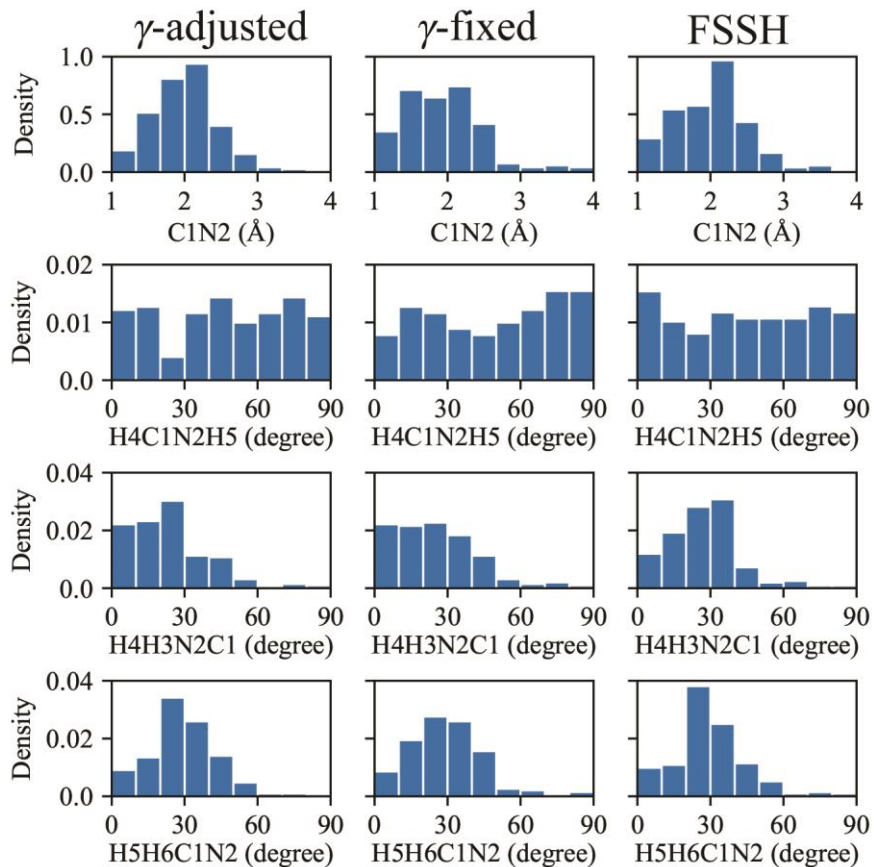 γ-adjusted γ-fixed FSSH
Density
1.0
0.5
0.0
1 2 3 4 1 2 3 4 1 2 3 4
C1N2 (Å) C1N2 (Å) C1N2 (Å)
Density
0.02
0.01
0.0
0 30 60 90 0 30 60 90 0 30 60 90
H4C1N2H5 (degree) H4C1N2H5 (degree) H4C1N2H5 (degree)
Density
0.04
0.02
0.0
0 30 60 90 0 30 60 90 0 30 60 90
H4H3N2C1 (degree) H4H3N2C1 (degree) H4H3N2C1 (degree)
Density
0.04
0.02
0.0
0 30 60 90 0 30 60 90 0 30 60 90
H5H6C1N2 (degree) H5H6C1N2 (degree) H5H6C1N2 (degree)